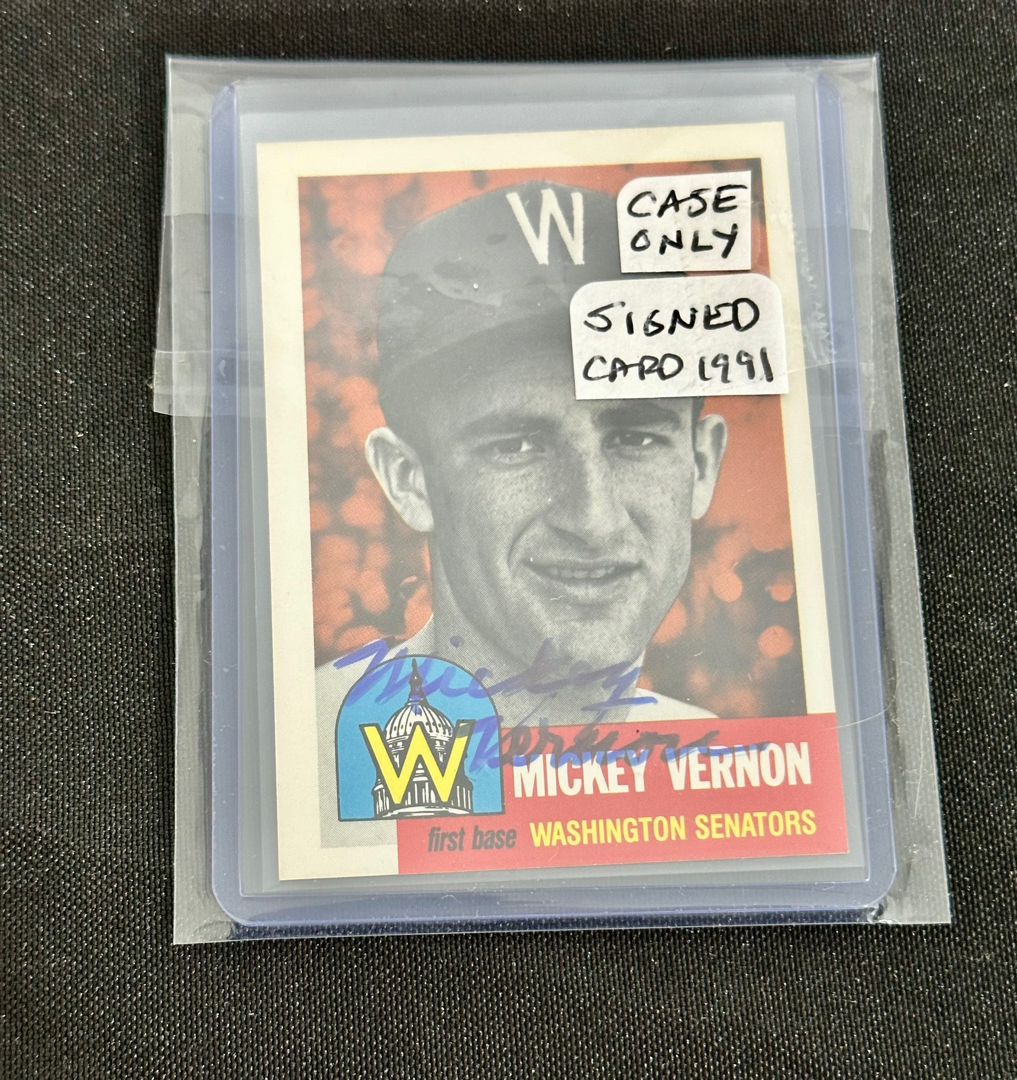 W
CASE
ONLY
SIGNED
CARD 1991
Mickey
Vernon
W
MICKEY VERNON
first base WASHINGTON SENATORS